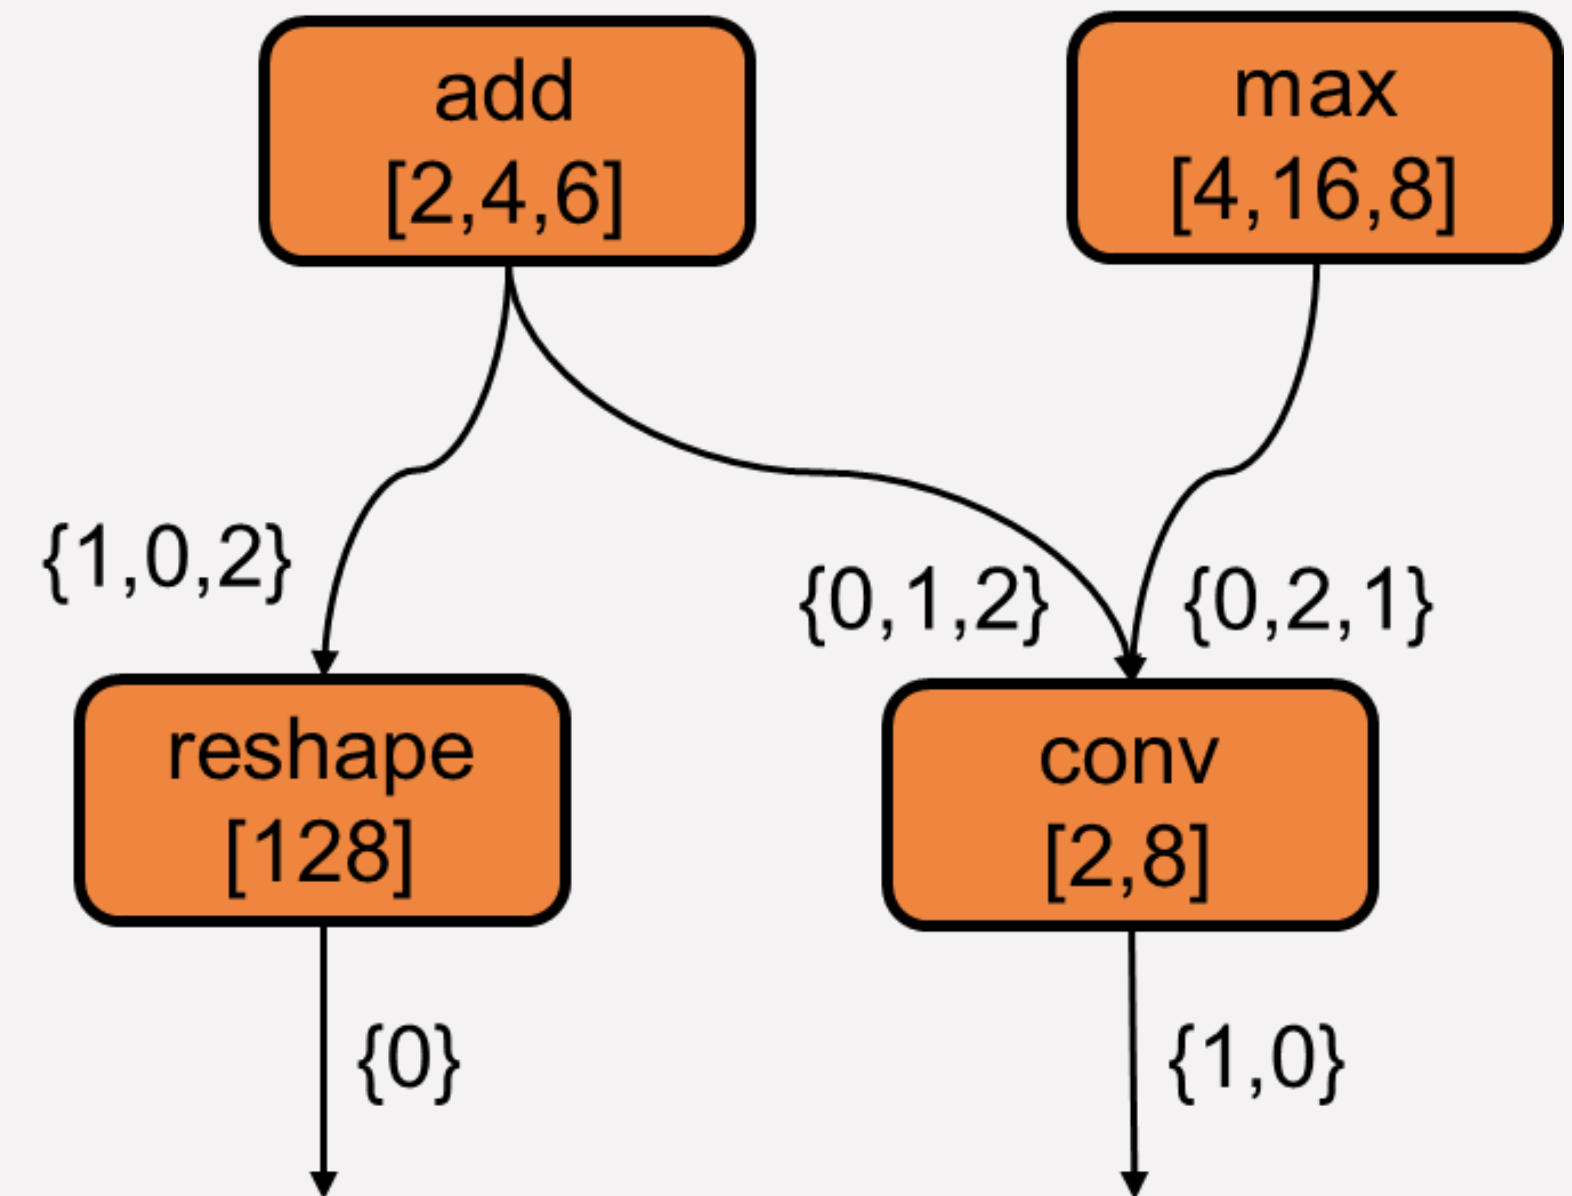 add
[2,4,6]
max
[4,16,8]
{1,0,2}
{0,1,2}
{0,2,1}
reshape
[128]
conv
[2,8]
{0}
{1,0}